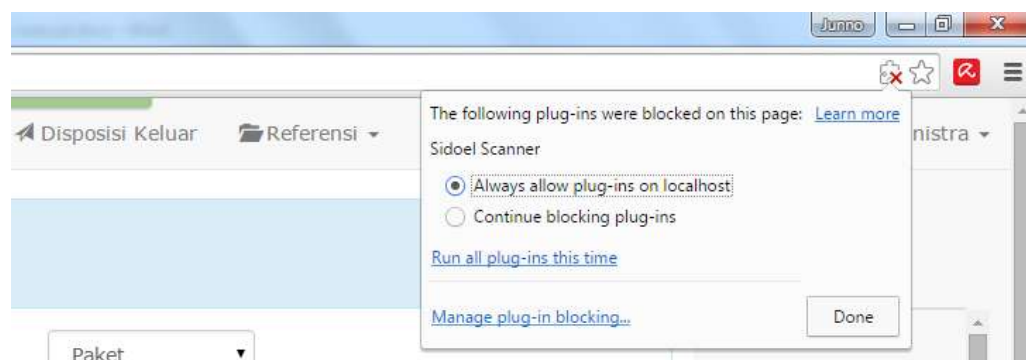 Junno
The following plug-ins were blocked on this page: Learn more
Disposisi Keluar Referensi nistra
Sidoel Scanner
Always allow plug-ins on localhost
Continue blocking plug-ins
Run all plug-ins this time
Manage plug-in blocking... Done
Paket